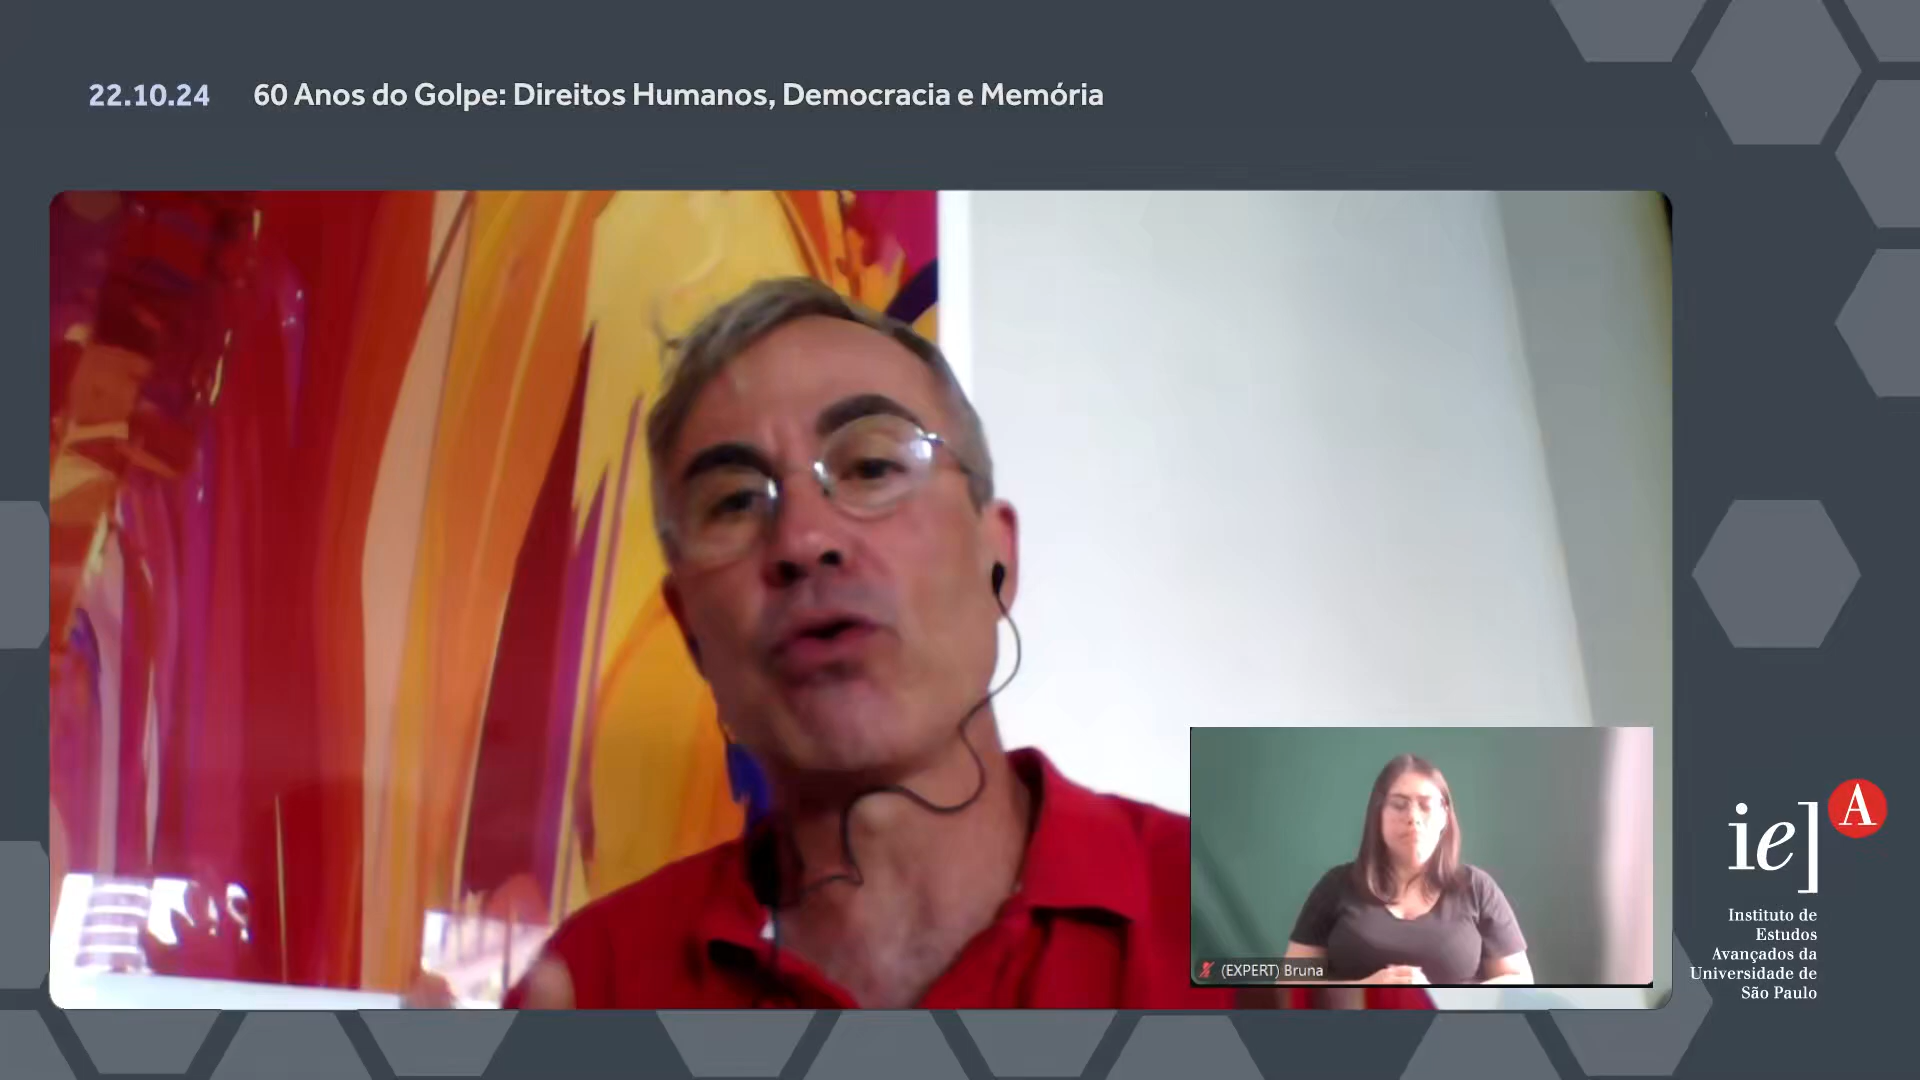 22.10.24 60 Anos do Golpe: Direitos Humanos, Democracia e Memória
(EXPERT) Bruna
ie] A
Instituto de
Estudos
Avançados da
Universidade de
São Paulo